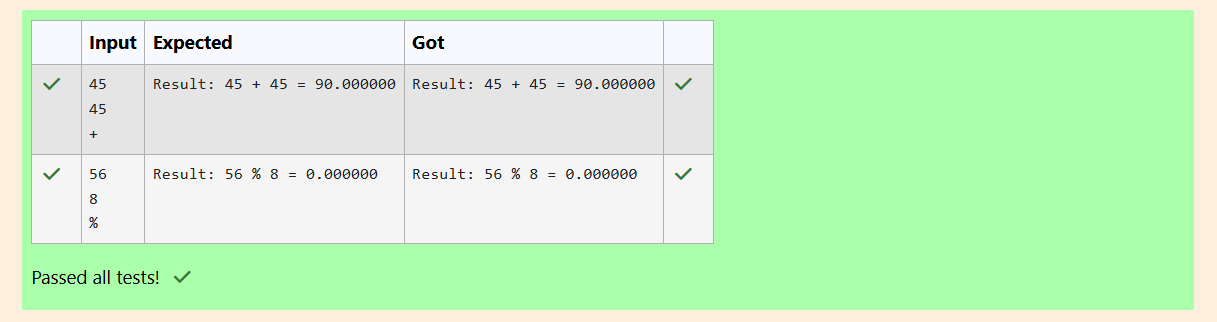 Input Expected Got
45 Result: 45 + 45 = 90.000000 Result: 45 + 45 = 90.000000
45
+
56 Result: 56 % 8 = 0.000000 Result: 56 % 8 = 0.000000
8
%
Passed all tests!